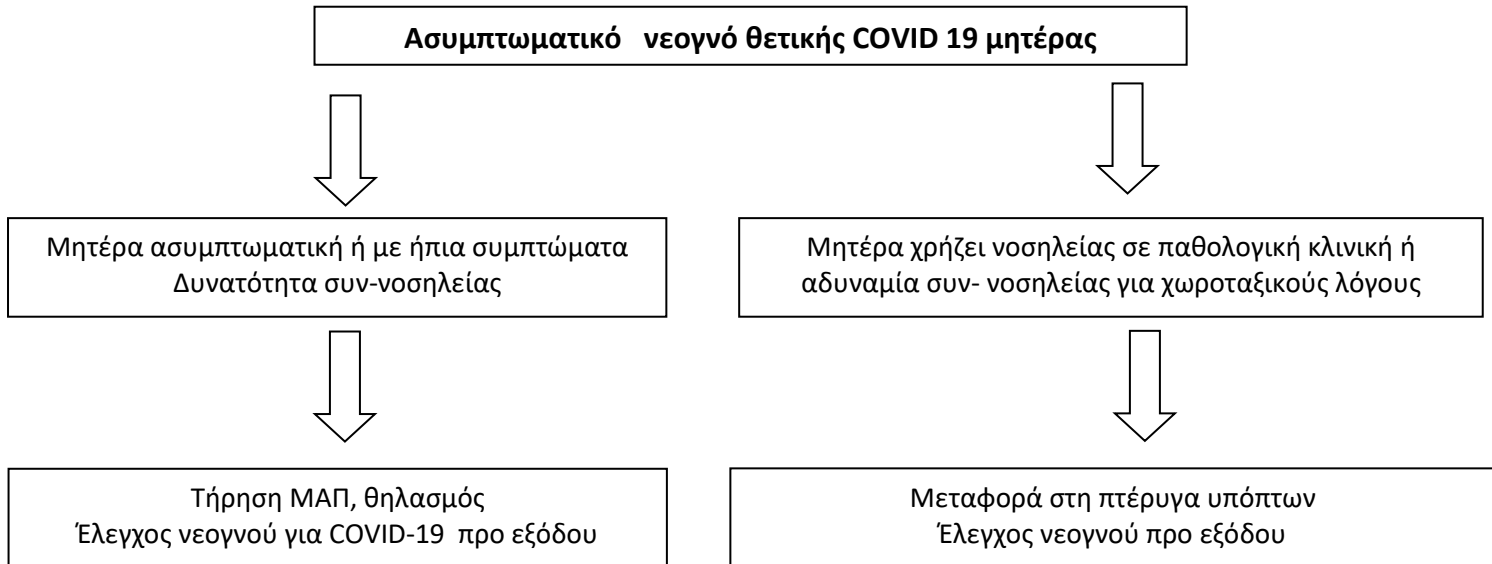 Ασυμπτωματικό νεογνό θετικής COVID 19 μητέρας
Μητέρα ασυμπτωματική ή με ήπια συμπτώματα
Δυνατότητα συν-νοσηλείας
Μητέρα χρήζει νοσηλείας σε παθολογική κλινική ή
αδυναμία συν- νοσηλείας για χωροταξικούς λόγους
Τήρηση ΜΑΠ, θηλασμός
Έλεγχος νεογνού για COVID-19 προ εξόδου
Μεταφορά στη πτέρυγα υπόπτων
Έλεγχος νεογνού προ εξόδου